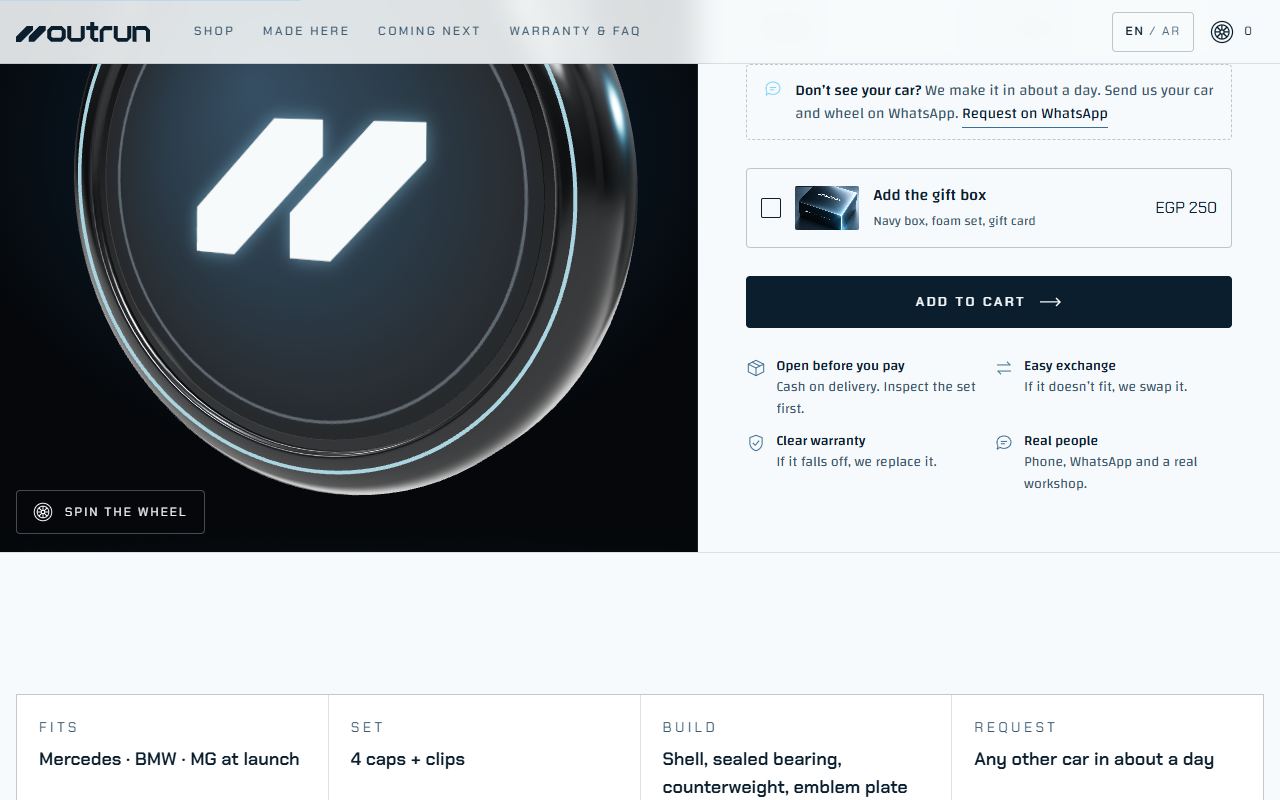 outrun
SHOP
MADE HERE
COMING NEXT
WARRANTY & FAQ
EN / AR
0
Don't see your car? We make it in about a day. Send us your car
and wheel on WhatsApp. Request on WhatsApp
Add the gift box
Navy box, foam set, gift card
EGP 250
ADD TO CART
Open before you pay
Cash on delivery. Inspect the set
first.
Easy exchange
If it doesn't fit, we swap it.
Clear warranty
If it falls off, we replace it.
Real people
Phone, WhatsApp and a real
workshop.
SPIN THE WHEEL
FITS
Mercedes · BMW · MG at launch
SET
4 caps + clips
BUILD
Shell, sealed bearing,
counterweight, emblem plate
REQUEST
Any other car in about a day